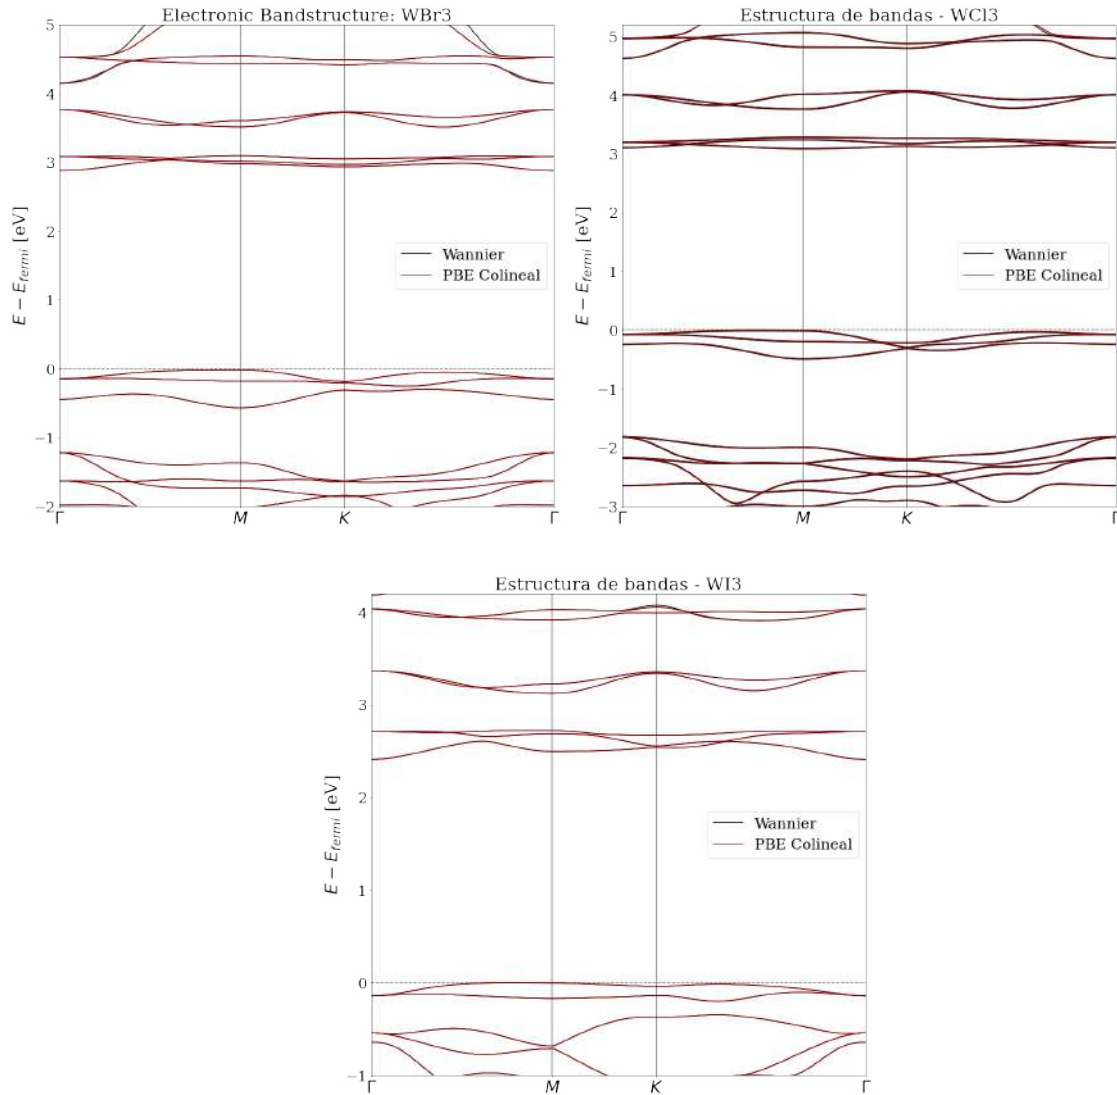 Electronic Bandstructure: WBr3
5
4
3
2
1
0
−1
−2
E − E_fermi [eV]
Wannier
PBE Colineal
Γ M K Γ
Estructura de bandas - WCl3
5
4
3
2
1
0
−1
−2
−3
E − E_fermi [eV]
Wannier
PBE Colineal
Γ M K Γ
Estructura de bandas - WI3
4
3
2
1
0
−1
E − E_fermi [eV]
Wannier
PBE Colineal
Γ M K Γ